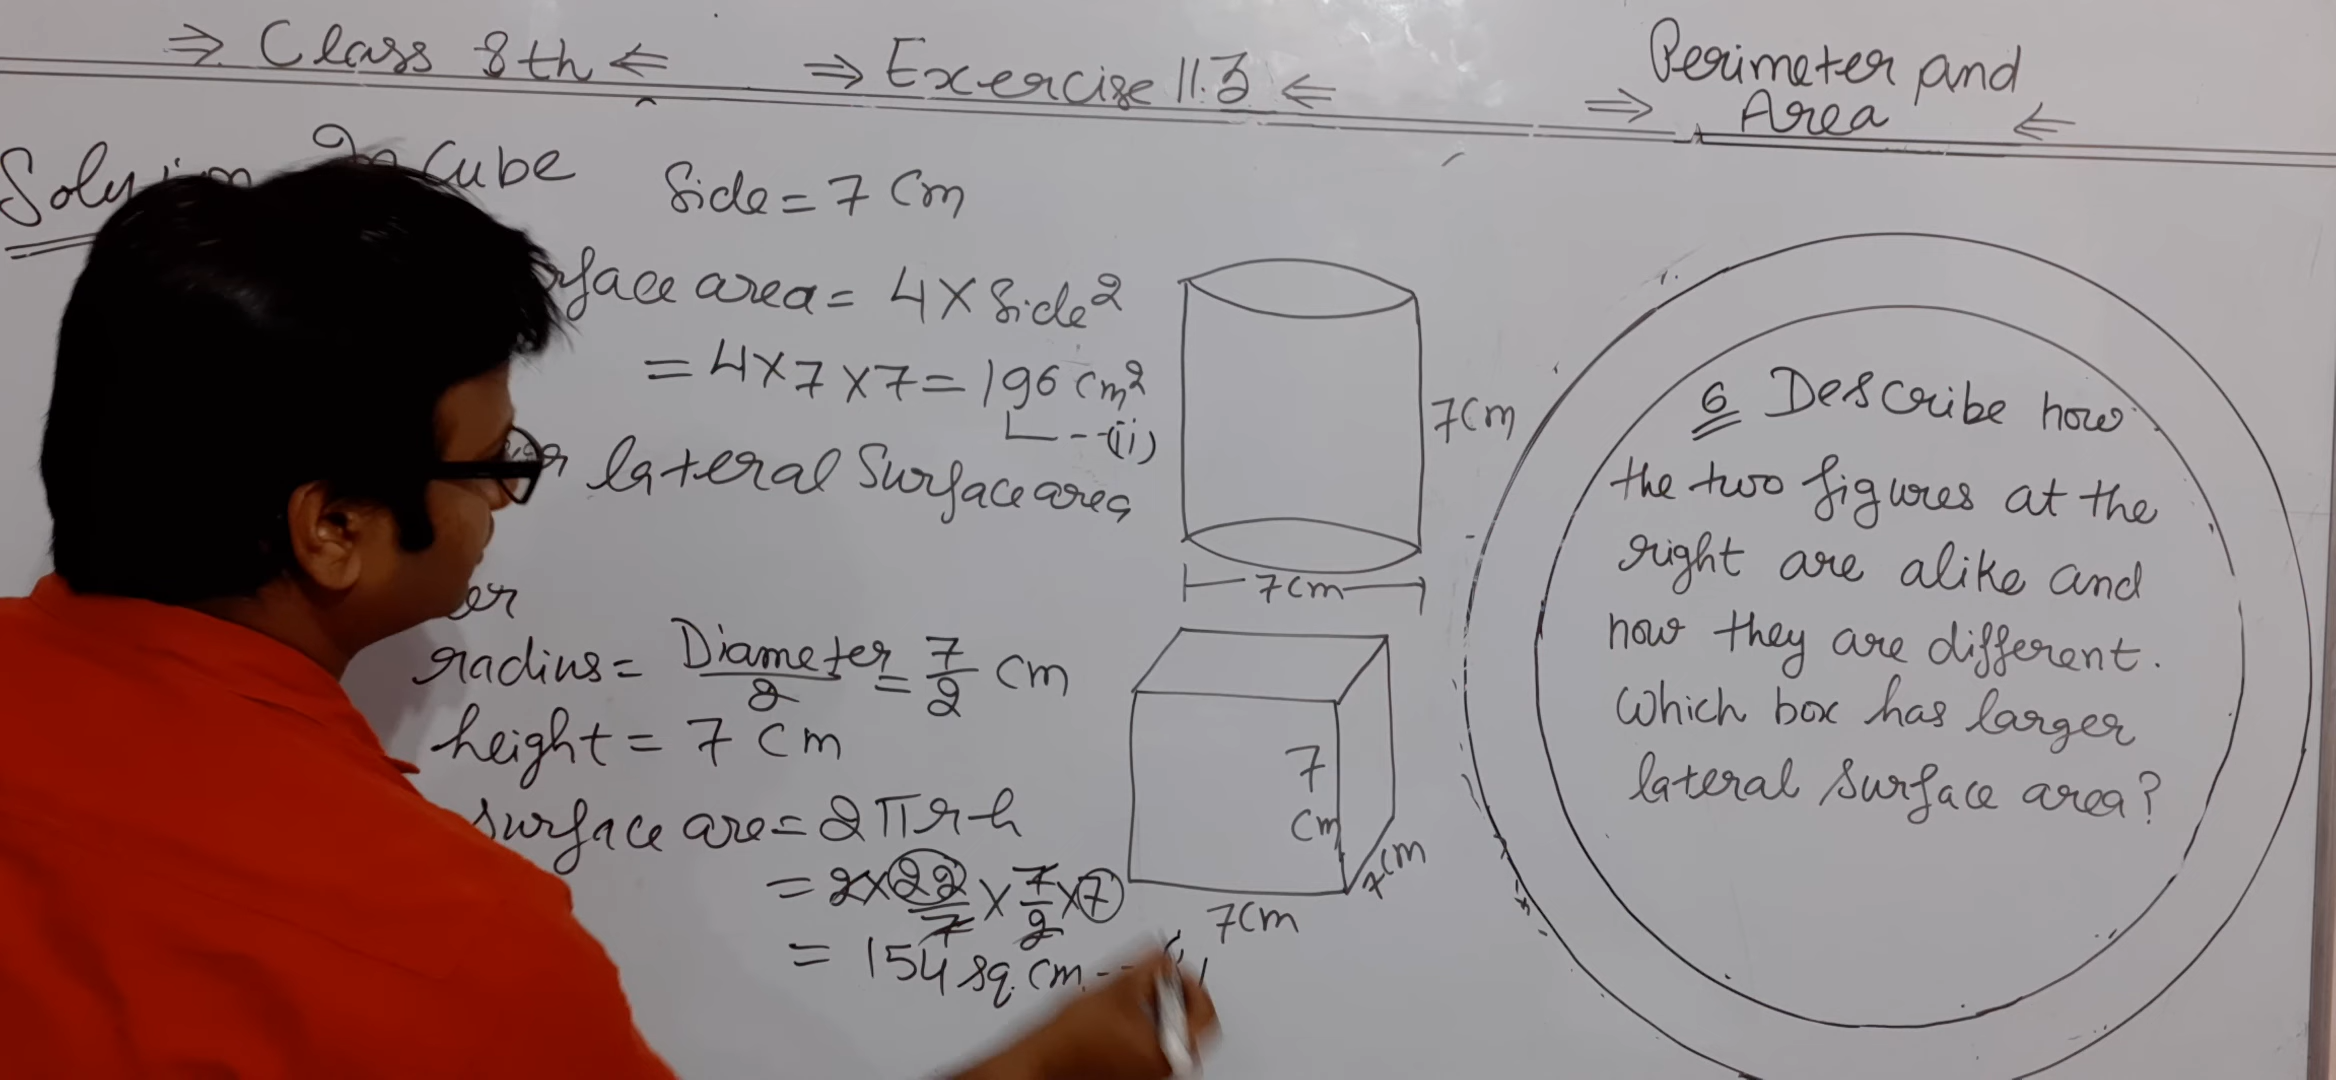 ⇒ Class 8th ⇐
⇒ Exercise 11.3 ⇐
Perimeter and
⇒ Area ⇐
Cube Side = 7 Cm
area = 4 × Side²
= 4 × 7 × 7 = 196 Cm²
--(ii)
lateral Surface area
radius = Diameter/2 = 7/2 Cm
height = 7 Cm
surface are = 2πrh
= 2 × 22/7 × 7/2 × 7
= 154 sq. Cm.
7Cm
7Cm
7
Cm
7Cm
7Cm
6 Describe how
the two figures at the
right are alike and
how they are different.
Which box has larger
lateral Surface area?